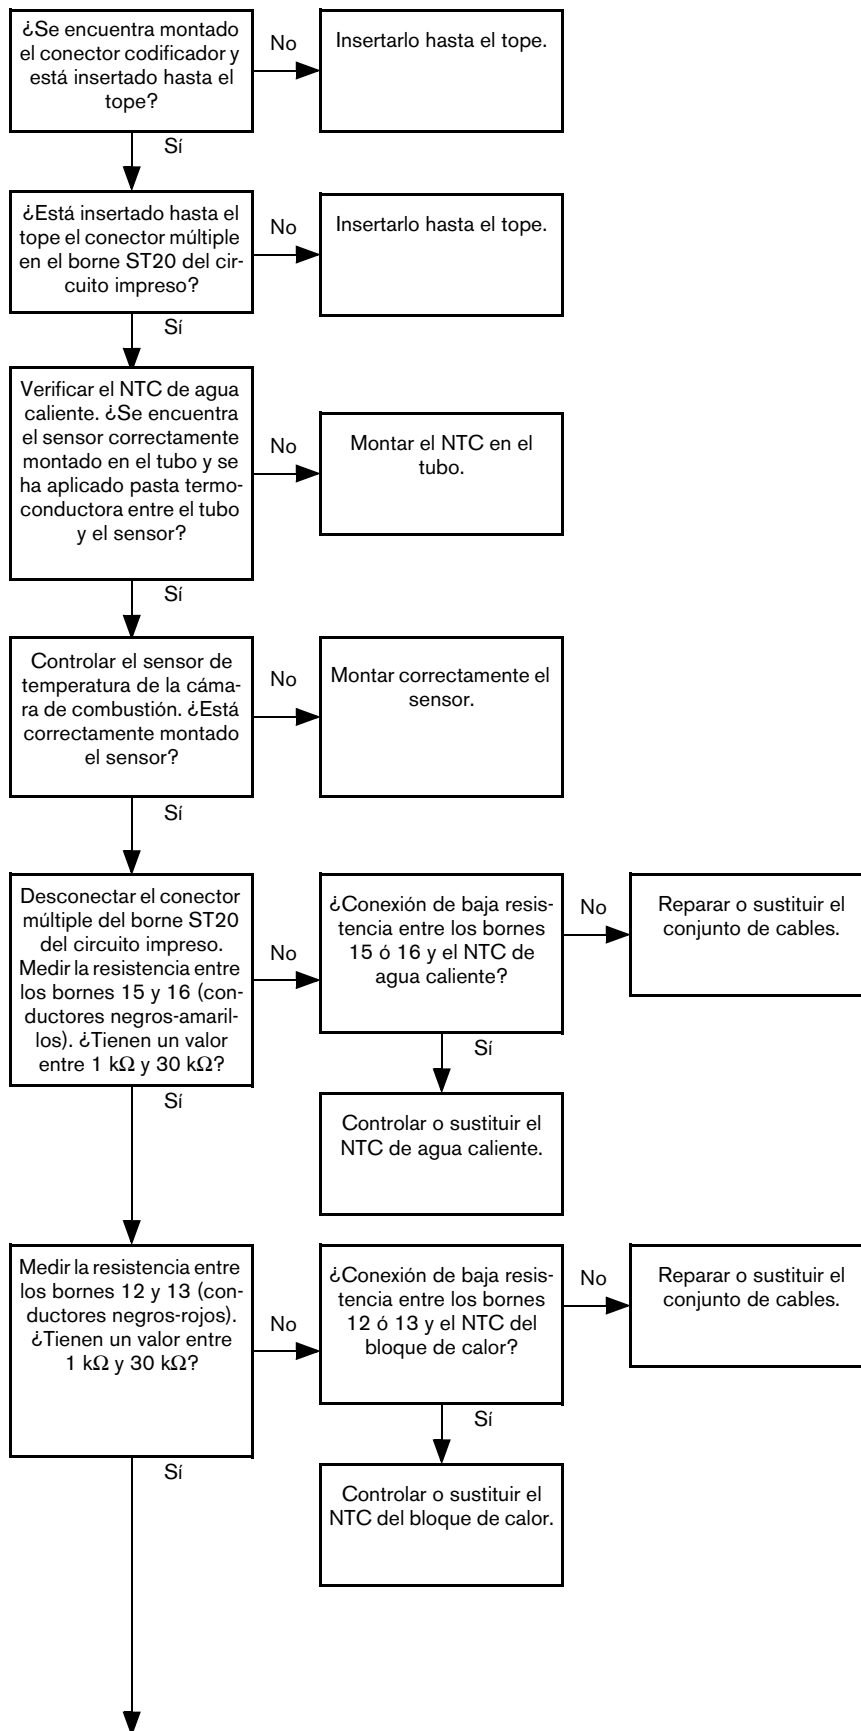 ¿Se encuentra montado
el conector codificador y
está insertado hasta el
tope?
No
Insertarlo hasta el tope.
Sí
¿Está insertado hasta el
tope el conector múltiple
en el borne ST20 del cir-
cuito impreso?
No
Insertarlo hasta el tope.
Sí
Verificar el NTC de agua
caliente. ¿Se encuentra
el sensor correctamente
montado en el tubo y se
ha aplicado pasta termo-
conductora entre el tubo
y el sensor?
No
Montar el NTC en el
tubo.
Sí
Controlar el sensor de
temperatura de la cáma-
ra de combustión. ¿Está
correctamente montado
el sensor?
No
Montar correctamente el
sensor.
Sí
Desconectar el conector
múltiple del borne ST20
del circuito impreso.
Medir la resistencia entre
los bornes 15 y 16 (con-
ductores negros-amaril-
los). ¿Tienen un valor
entre 1 kΩ y 30 kΩ?
No
¿Conexión de baja resis-
tencia entre los bornes
15 ó 16 y el NTC de
agua caliente?
No
Reparar o sustituir el
conjunto de cables.
Sí
Controlar o sustituir el
NTC de agua caliente.
Sí
Medir la resistencia entre
los bornes 12 y 13 (con-
ductores negros-rojos).
¿Tienen un valor entre
1 kΩ y 30 kΩ?
No
¿Conexión de baja resis-
tencia entre los bornes
12 ó 13 y el NTC del
bloque de calor?
No
Reparar o sustituir el
conjunto de cables.
Sí
Controlar o sustituir el
NTC del bloque de calor.
Sí